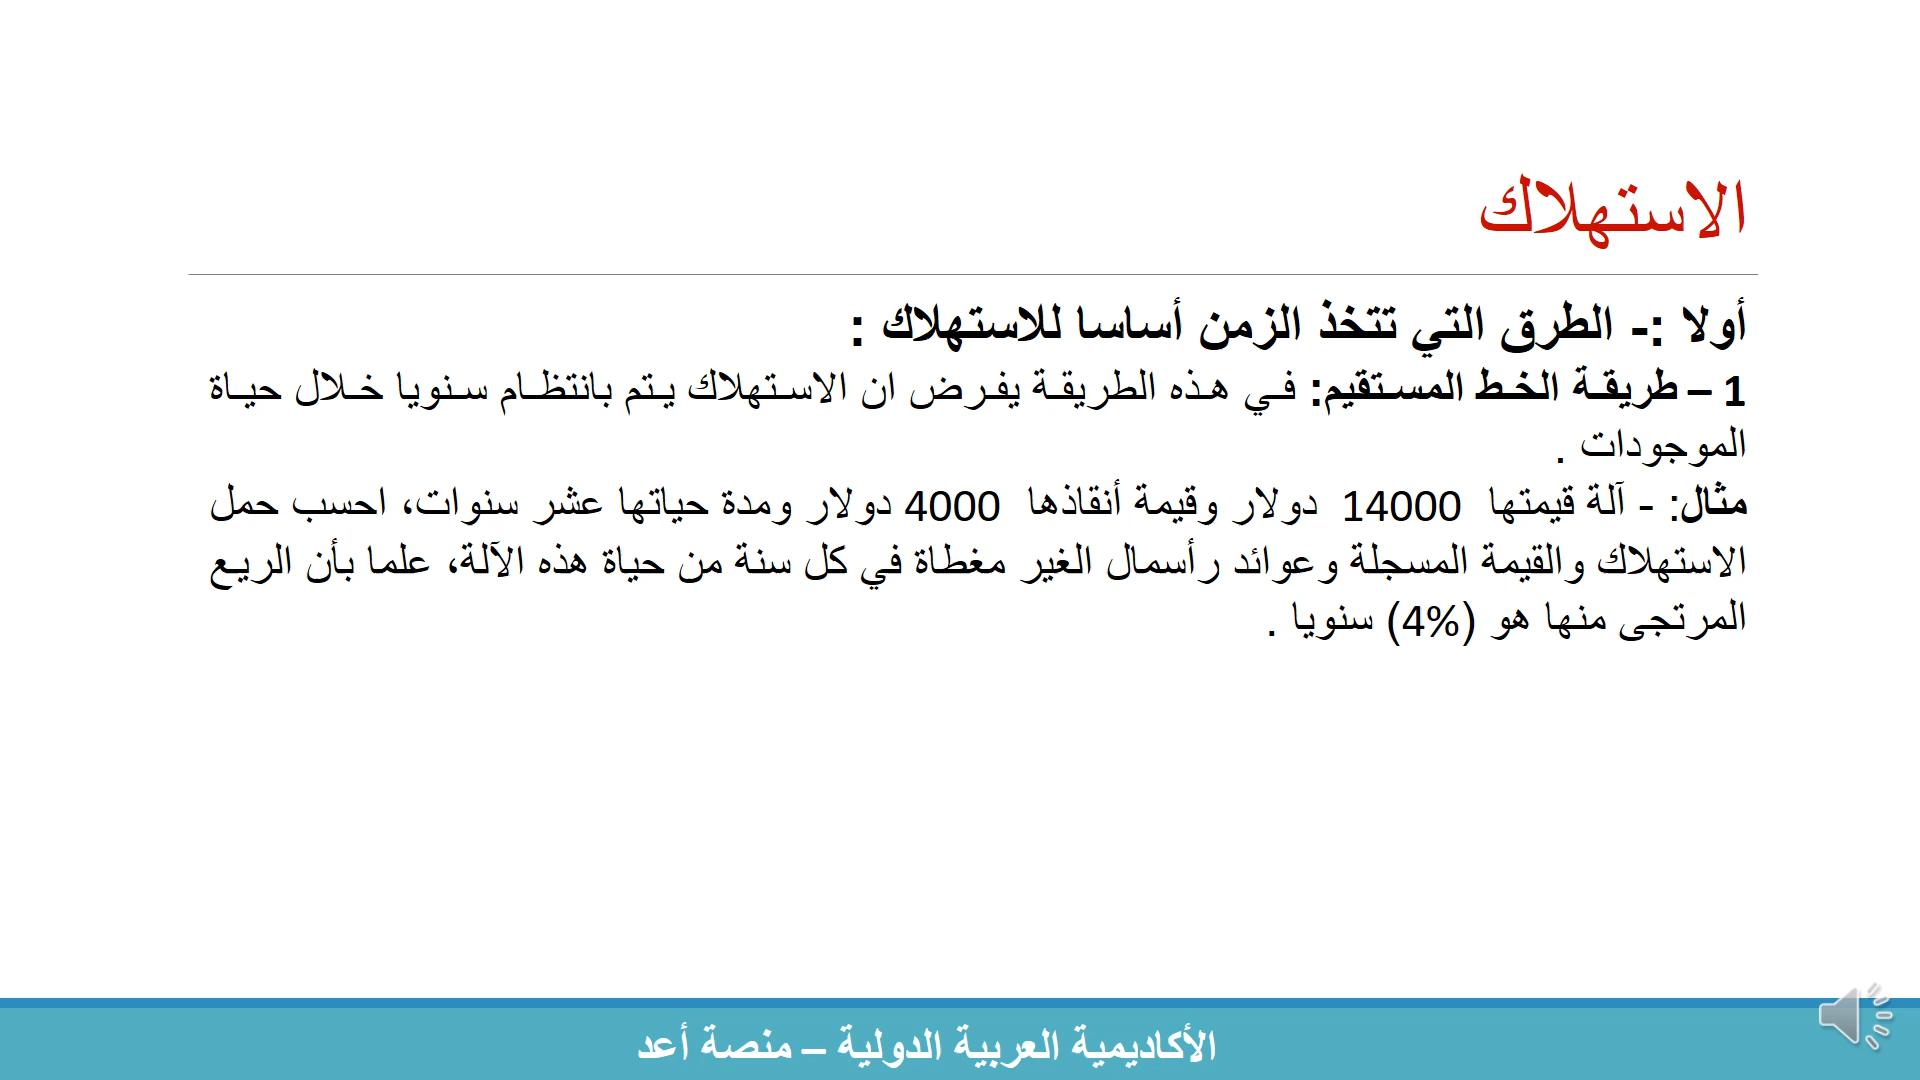 الاستهلاك
أولا :- الطرق التي تتخذ الزمن أساسا للاستهلاك :
1 – طريقة الخط المستقيم: في هذه الطريقة يفرض ان الاستهلاك يتم بانتظام سنويا خلال حياة
الموجودات .
مثال: - آلة قيمتها 14000 دولار وقيمة أنقاذها 4000 دولار ومدة حياتها عشر سنوات، احسب حمل
الاستهلاك والقيمة المسجلة وعوائد رأسمال الغير مغطاة في كل سنة من حياة هذه الآلة، علما بأن الريع
المرتجى منها هو (4%) سنويا .
الأكاديمية العربية الدولية – منصة أعد